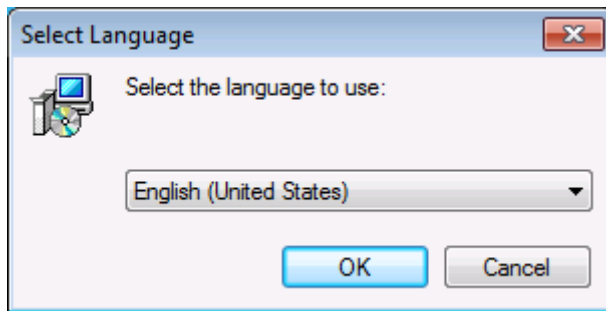 Select Language
Select the language to use:
English (United States)
OK
Cancel